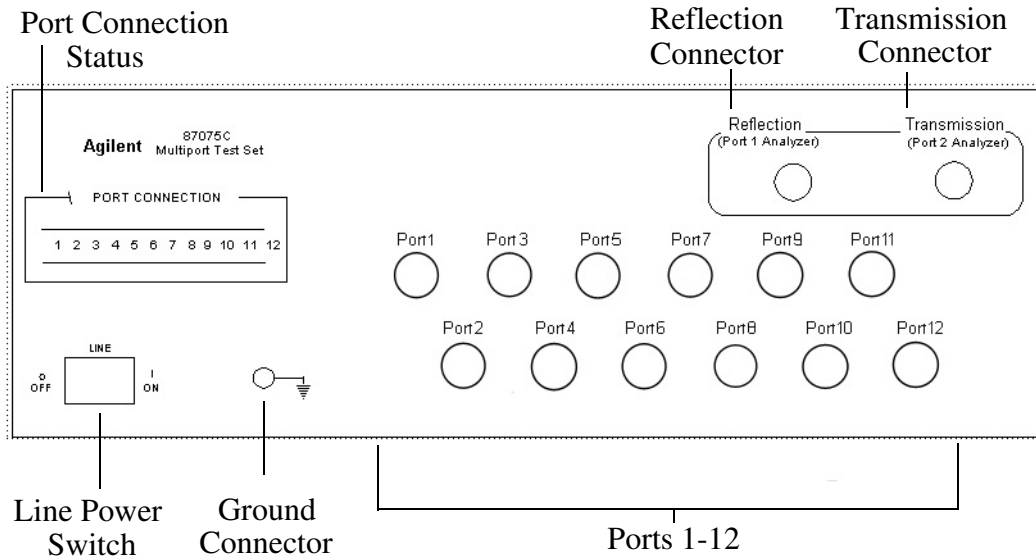 Port Connection
Status
Reflection
Connector
Transmission
Connector
Agilent
87075C
Multiport Test Set
Reflection
(Port 1 Analyzer)
Transmission
(Port 2 Analyzer)
PORT CONNECTION
1 2 3 4 5 6 7 8 9 10 11 12
Port1 Port3 Port5 Port7 Port9 Port11
Port2 Port4 Port6 Port8 Port10 Port12
LINE
O
OFF
I
ON
Line Power
Switch
Ground
Connector
Ports 1-12